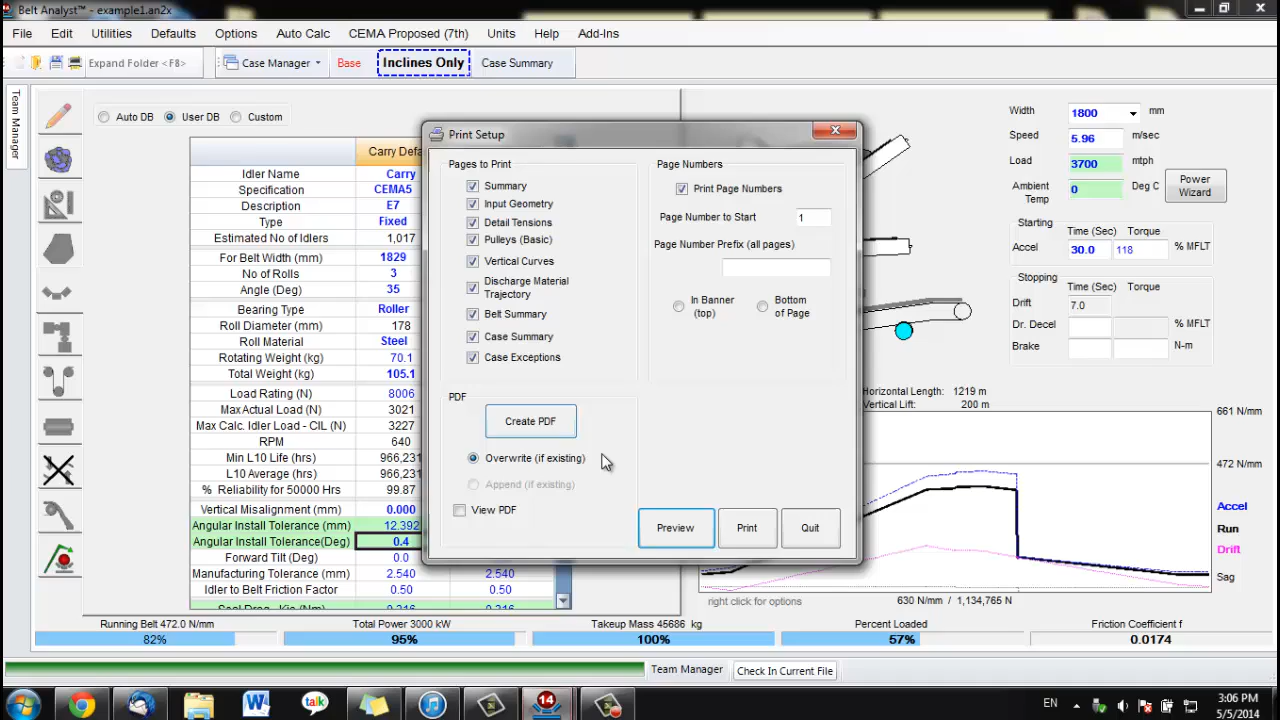 Belt Analyst™ - example1.an2x
File Edit Utilities Defaults Options Auto Calc CEMA Proposed (7th) Units Help Add-Ins
Expand Folder <F8> Case Manager Base Inclines Only Case Summary
Team Manager
Auto DB User DB Custom
Carry Defa
Idler Name Carry
Specification CEMA5
Description E7
Type Fixed
Estimated No of Idlers 1,017
For Belt Width (mm) 1829
No of Rolls 3
Angle (Deg) 35
Bearing Type Roller
Roll Diameter (mm) 178
Roll Material Steel
Rotating Weight (kg) 70.1
Total Weight (kg) 105.1
Load Rating (N) 8006
Max Actual Load (N) 3021
Max Calc. Idler Load - CIL (N) 3227
RPM 640
Min L10 Life (hrs) 966,231
L10 Average (hrs) 966,231
% Reliability for 50000 Hrs 99.87
Vertical Misalignment (mm) 0.000
Angular Install Tolerance (mm) 12.392
Angular Install Tolerance(Deg) 0.4
Forward Tilt (Deg) 0.0
Manufacturing Tolerance (mm) 2.540 2.540
Idler to Belt Friction Factor 0.50 0.50
Seal Drag - Kis (Nm) 0.316 0.316
Print Setup
Pages to Print
Summary
Input Geometry
Detail Tensions
Pulleys (Basic)
Vertical Curves
Discharge Material
Trajectory
Belt Summary
Case Summary
Case Exceptions
Page Numbers
Print Page Numbers
Page Number to Start 1
Page Number Prefix (all pages)
In Banner
(top)
Bottom
of Page
PDF
Create PDF
Overwrite (if existing)
Append (if existing)
View PDF
Preview Print Quit
Width 1800 mm
Speed 5.96 m/sec
Load 3700 mtph
Ambient
Temp 0 Deg C
Power
Wizard
Starting
Time (Sec) Torque
Accel 30.0 118 % MFLT
Stopping
Time (Sec) Torque
Drift 7.0
Dr. Decel % MFLT
Brake N-m
Horizontal Length: 1219 m
Vertical Lift: 200 m
661 N/mm
472 N/mm
Accel
Run
Drift
Sag
right click for options 630 N/mm / 1,134,765 N
Running Belt 472.0 N/mm Total Power 3000 kW Takeup Mass 45686 kg Percent Loaded Friction Coefficient f
82% 95% 100% 57% 0.0174
Team Manager Check In Current File
talk
14
EN
3:06 PM
5/5/2014